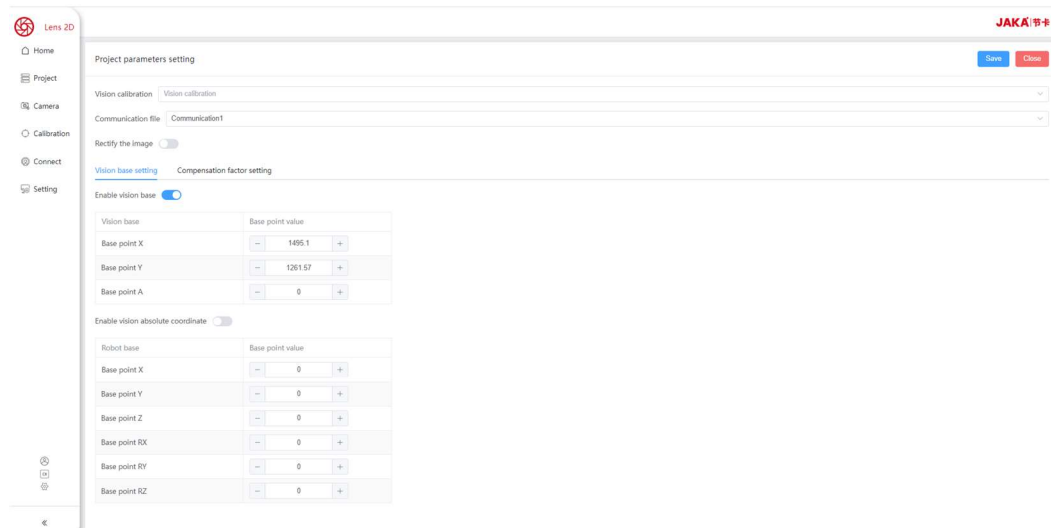 Lens 2D
JAKA 节卡
Home
Project
Camera
Calibration
Connect
Setting
Project parameters setting
Save
Close
Vision calibration Vision calibration
Communication file Communication1
Rectify the image
Vision base setting Compensation factor setting
Enable vision base
Vision base Base point value
Base point X − 1495.1 +
Base point Y − 1261.57 +
Base point A − 0 +
Enable vision absolute coordinate
Robot base Base point value
Base point X − 0 +
Base point Y − 0 +
Base point Z − 0 +
Base point RX − 0 +
Base point RY − 0 +
Base point RZ − 0 +